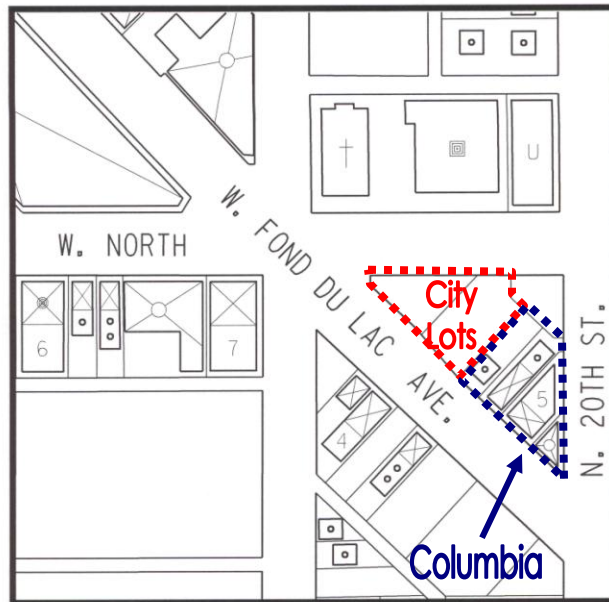 U
W. NORTH
W. FOND DU LAC AVE.
City
Lots
N. 20TH ST.
6
7
5
4
Columbia